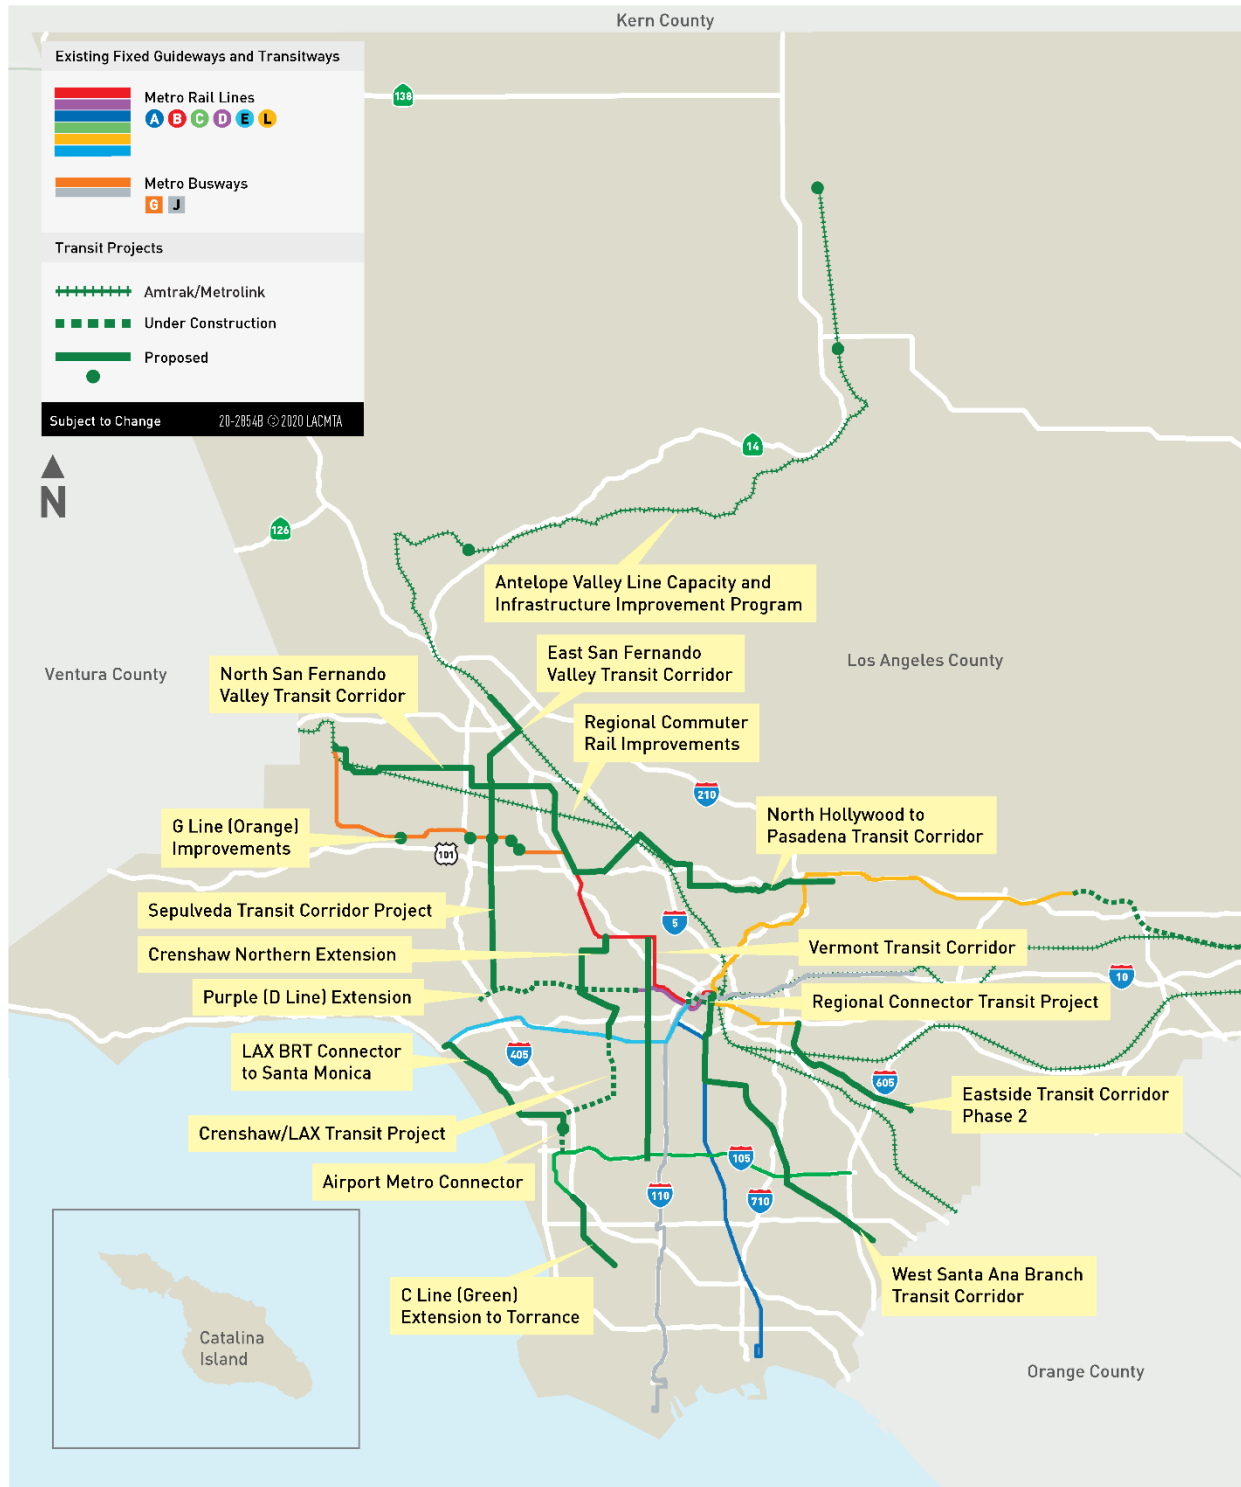 Kern County
Existing Fixed Guideways and Transitways
Metro Rail Lines
A B C D E L
Metro Busways
G J
Transit Projects
Amtrak/Metrolink
Under Construction
Proposed
Subject to Change
20-2854B © 2020 LACMTA
N
138
14
126
Antelope Valley Line Capacity and
Infrastructure Improvement Program
Ventura County
Los Angeles County
East San Fernando
Valley Transit Corridor
North San Fernando
Valley Transit Corridor
Regional Commuter
Rail Improvements
210
North Hollywood to
Pasadena Transit Corridor
G Line (Orange)
Improvements
101
Sepulveda Transit Corridor Project
5
Crenshaw Northern Extension
Vermont Transit Corridor
10
Purple (D Line) Extension
Regional Connector Transit Project
LAX BRT Connector
to Santa Monica
405
605
Eastside Transit Corridor
Phase 2
Crenshaw/LAX Transit Project
105
Airport Metro Connector
110
710
C Line (Green)
Extension to Torrance
West Santa Ana Branch
Transit Corridor
Catalina
Island
Orange County